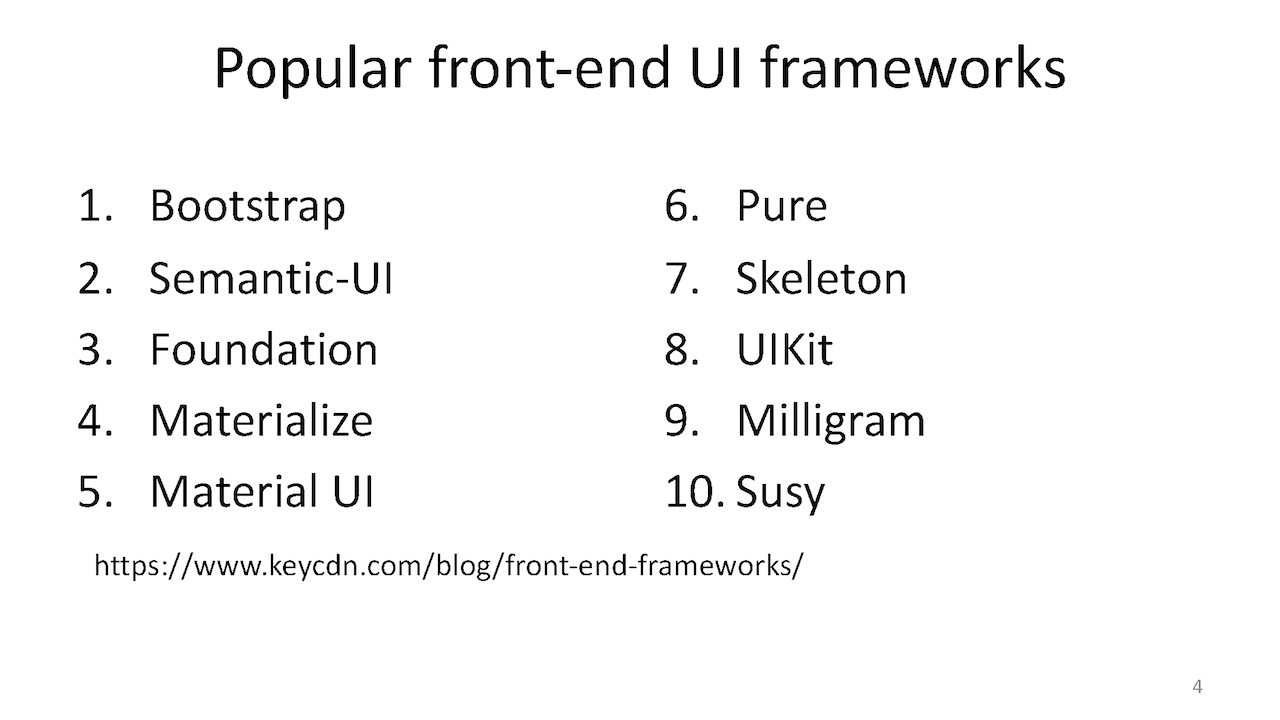 Popular front-end UI frameworks
1. Bootstrap
2. Semantic-UI
3. Foundation
4. Materialize
5. Material UI
6. Pure
7. Skeleton
8. UIKit
9. Milligram
10. Susy
https://www.keycdn.com/blog/front-end-frameworks/
4